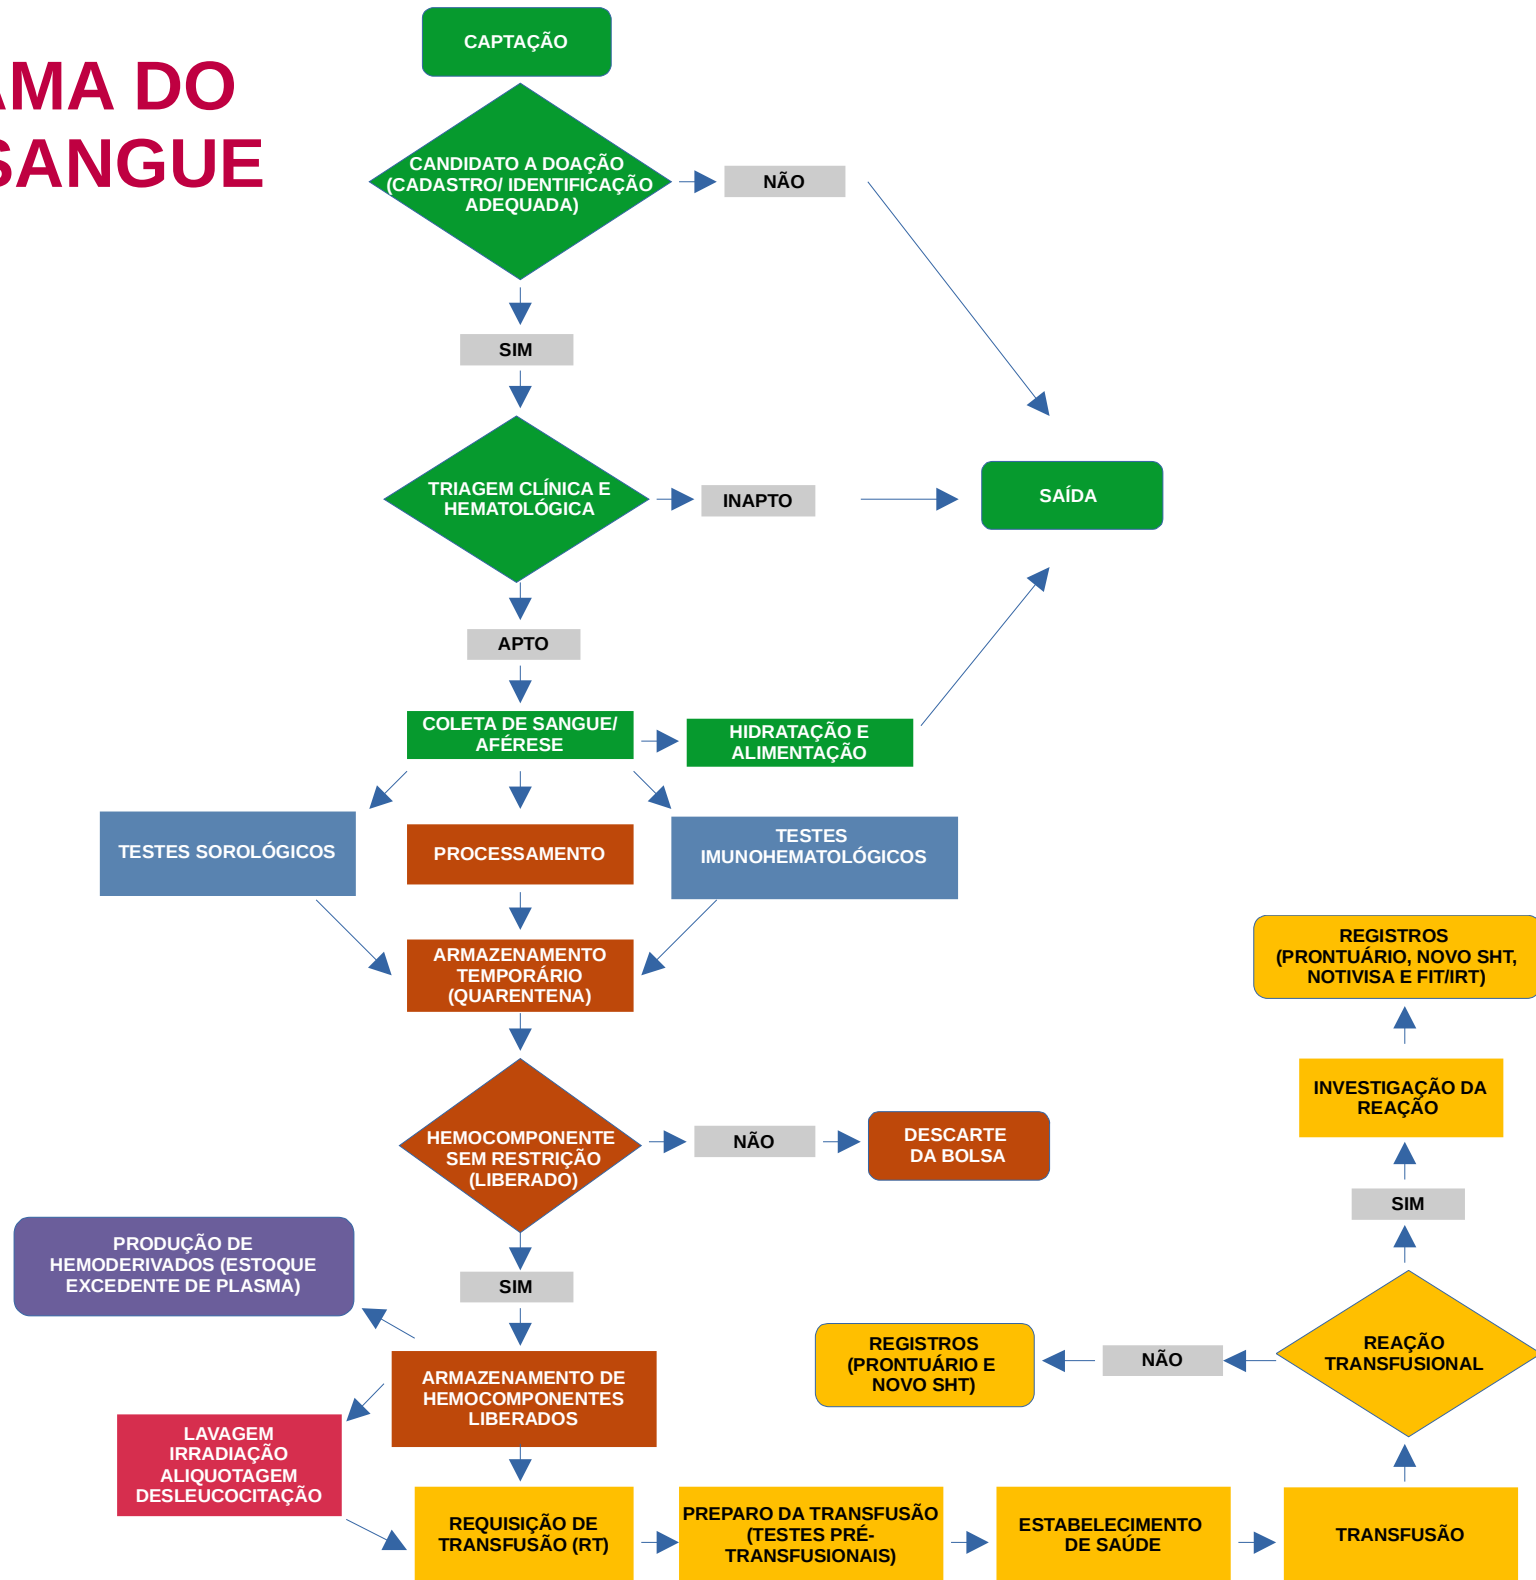 AMA DO
SANGUE
CAPTAÇÃO
CANDIDATO A DOAÇÃO
(CADASTRO/ IDENTIFICAÇÃO
ADEQUADA)
NÃO
SIM
TRIAGEM CLÍNICA E
HEMATOLÓGICA
INAPTO
SAÍDA
APTO
COLETA DE SANGUE/
AFÉRESE
HIDRATAÇÃO E
ALIMENTAÇÃO
TESTES SOROLÓGICOS
PROCESSAMENTO
TESTES
IMUNOHEMATOLÓGICOS
ARMAZENAMENTO
TEMPORÁRIO
(QUARENTENA)
HEMOCOMPONENTE
SEM RESTRIÇÃO
(LIBERADO)
NÃO
DESCARTE
DA BOLSA
SIM
PRODUÇÃO DE
HEMODERIVADOS (ESTOQUE
EXCEDENTE DE PLASMA)
ARMAZENAMENTO DE
HEMOCOMPONENTES
LIBERADOS
LAVAGEM
IRRADIAÇÃO
ALIQUOTAGEM
DESLEUCOCITAÇÃO
REQUISIÇÃO DE
TRANSFUSÃO (RT)
PREPARO DA TRANSFUSÃO
(TESTES PRÉ-
TRANSFUSIONAIS)
ESTABELECIMENTO
DE SAÚDE
TRANSFUSÃO
REAÇÃO
TRANSFUSIONAL
NÃO
REGISTROS
(PRONTUÁRIO E
NOVO SHT)
SIM
INVESTIGAÇÃO DA
REAÇÃO
REGISTROS
(PRONTUÁRIO, NOVO SHT,
NOTIVISA E FIT/IRT)